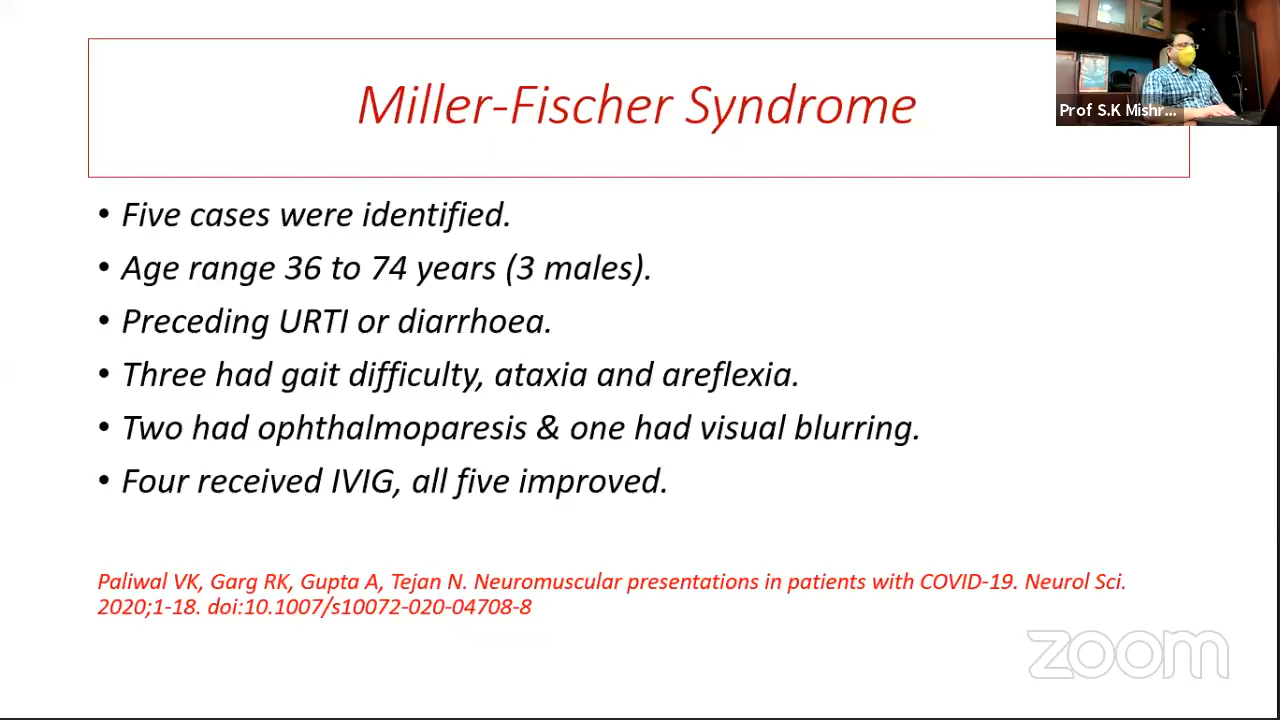 Miller-Fischer Syndrome
Prof S.K Mishr...
• Five cases were identified.
• Age range 36 to 74 years (3 males).
• Preceding URTI or diarrhoea.
• Three had gait difficulty, ataxia and areflexia.
• Two had ophthalmoparesis & one had visual blurring.
• Four received IVIG, all five improved.
Paliwal VK, Garg RK, Gupta A, Tejan N. Neuromuscular presentations in patients with COVID-19. Neurol Sci.
2020;1-18. doi:10.1007/s10072-020-04708-8
zoom